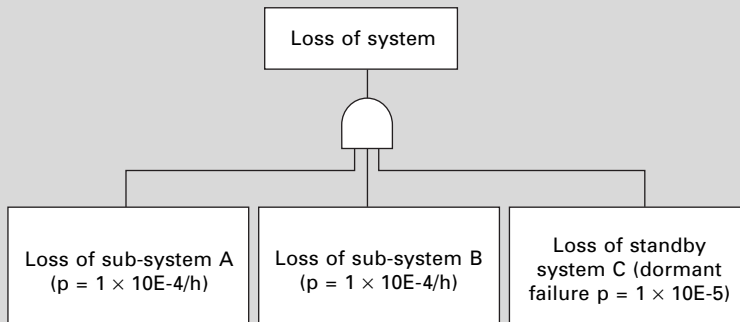 Loss of system
Loss of sub-system A
(p = 1 × 10E-4/h)
Loss of sub-system B
(p = 1 × 10E-4/h)
Loss of standby
system C (dormant
failure p = 1 × 10E-5)